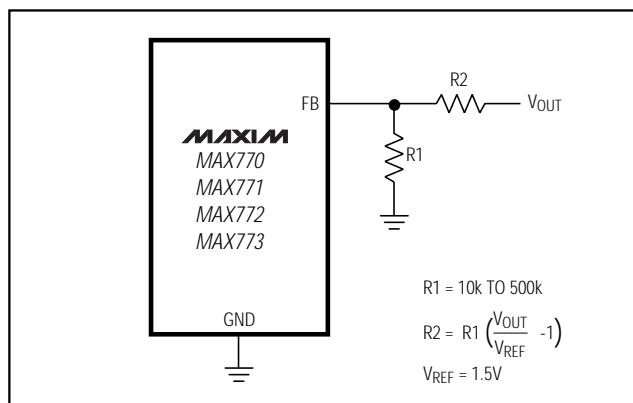 R2
FB
VOUT
R1
MAXIM
MAX770
MAX771
MAX772
MAX773
GND
R1 = 10k TO 500k
R2 = R1 (VOUT/VREF -1)
VREF = 1.5V